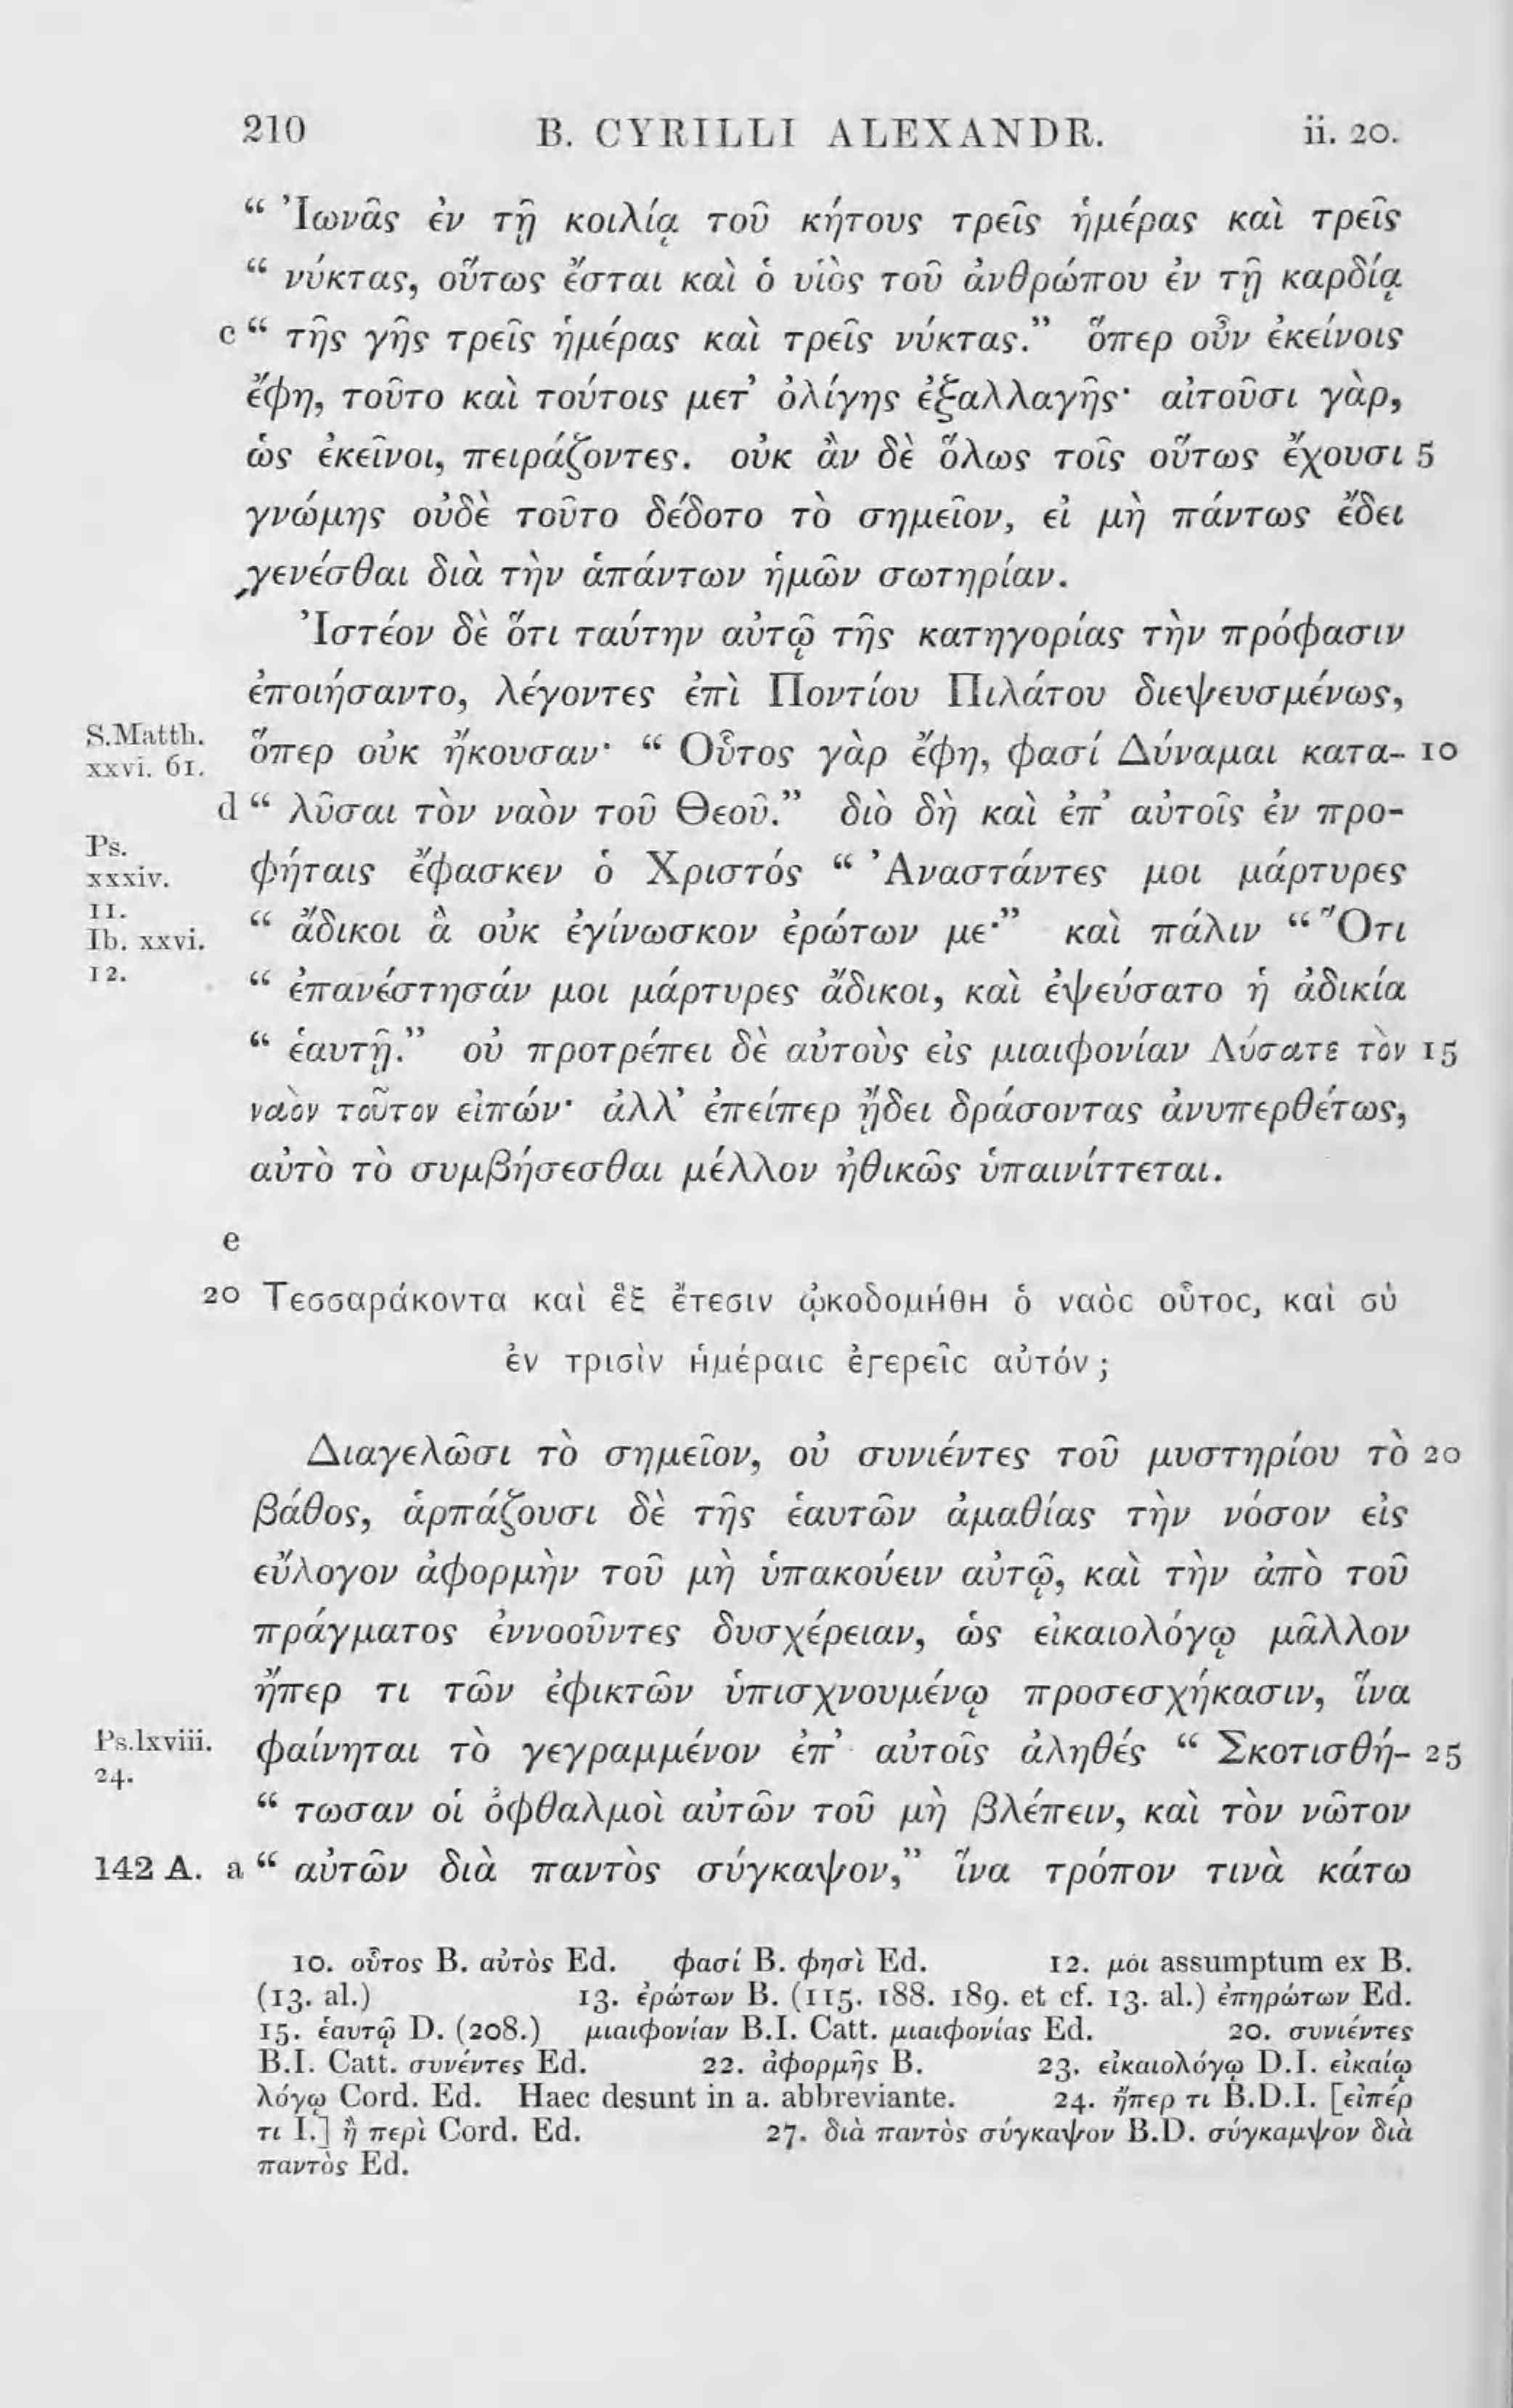 210 B. CYRILLI ALEXANDR. ii. 20.
“ Ἰωνᾶς ἐν τῇ κοιλίᾳ τοῦ κήτους τρεῖς ἡμέρας καὶ τρεῖς
“ νύκτας, οὕτως ἔσται καὶ ὁ υἱὸς τοῦ ἀνθρώπου ἐν τῇ καρδίᾳ
c “ τῆς γῆς τρεῖς ἡμέρας καὶ τρεῖς νύκτας.” ὅπερ οὖν ἐκείνοις
ἔφη, τοῦτο καὶ τούτοις μετ’ ὀλίγης ἐξαλλαγῆς· αἰτοῦσι γὰρ,
ὡς ἐκεῖνοι, πειράζοντες. οὐκ ἂν δὲ ὅλως τοῖς οὕτως ἔχουσι 5
γνώμης οὐδὲ τοῦτο δέδοτο τὸ σημεῖον, εἰ μὴ πάντως ἔδει
γενέσθαι διὰ τὴν ἁπάντων ἡμῶν σωτηρίαν.
Ἰστέον δὲ ὅτι ταύτην αὐτῷ τῆς κατηγορίας τὴν πρόφασιν
ἐποιήσαντο, λέγοντες ἐπὶ Ποντίου Πιλάτου διεψευσμένως,
S.Matth.
xxvi. 61.
ὅπερ οὐκ ἤκουσαν· “ Οὗτος γὰρ ἔφη, φασί Δύναμαι κατα- 10
d “ λῦσαι τὸν ναὸν τοῦ Θεοῦ.” διὸ δὴ καὶ ἐπ’ αὐτοῖς ἐν προ-
Ps.
xxxiv.
11.
φήταις ἔφασκεν ὁ Χριστός “ Ἀναστάντες μοι μάρτυρες
Ib. xxvi.
12.
“ ἄδικοι ἃ οὐκ ἐγίνωσκον ἐρώτων με·” καὶ πάλιν “ Ὅτι
“ ἐπανέστησάν μοι μάρτυρες ἄδικοι, καὶ ἐψεύσατο ἡ ἀδικία
“ ἑαυτῇ.” οὐ προτρέπει δὲ αὐτοὺς εἰς μιαιφονίαν Λύσατε τὸν 15
ναὸν τοῦτον εἰπών· ἀλλ’ ἐπείπερ ᾔδει δράσοντας ἀνυπερθέτως,
αὐτὸ τὸ συμβήσεσθαι μέλλον ἠθικῶς ὑπαινίττεται.
e
20 Τεσσαράκοντα καὶ ἓξ ἔτεσιν ᾠκοδομήθη ὁ ναὸς οὗτος, καὶ σὺ
ἐν τρισὶν ἡμέραις ἐγερεῖς αὐτόν ;
Διαγελῶσι τὸ σημεῖον, οὐ συνιέντες τοῦ μυστηρίου τὸ 20
βάθος, ἁρπάζουσι δὲ τῆς ἑαυτῶν ἀμαθίας τὴν νόσον εἰς
εὔλογον ἀφορμὴν τοῦ μὴ ὑπακούειν αὐτῷ, καὶ τὴν ἀπὸ τοῦ
πράγματος ἐννοοῦντες δυσχέρειαν, ὡς εἰκαιολόγῳ μᾶλλον
ἤπερ τι τῶν ἐφικτῶν ὑπισχνουμένῳ προσεσχήκασιν, ἵνα
Ps.lxviii.
24.
φαίνηται τὸ γεγραμμένον ἐπ’ αὐτοῖς ἀληθές “ Σκοτισθή- 25
“ τωσαν οἱ ὀφθαλμοὶ αὐτῶν τοῦ μὴ βλέπειν, καὶ τὸν νῶτον
142 A. a “ αὐτῶν διὰ παντὸς σύγκαψον,” ἵνα τρόπον τινὰ κάτω
10. οὗτος B. αὐτὸς Ed. φασί B. φησὶ Ed. 12. μοι assumptum ex B.
(13. al.) 13. ἐρώτων B. (115. 188. 189. et cf. 13. al.) ἐπηρώτων Ed.
15. ἑαυτῷ D. (208.) μιαιφονίαν B.I. Catt. μιαιφονίας Ed. 20. συνιέντες
B.I. Catt. συνέντες Ed. 22. ἀφορμῆς B. 23. εἰκαιολόγῳ D.I. εἰκαίῳ
λόγῳ Cord. Ed. Haec desunt in a. abbreviante. 24. ἤπερ τι B.D.I. [εἰπέρ
τι I.] ἢ περὶ Cord. Ed. 27. διὰ παντὸς σύγκαψον B.D. σύγκαμψον διὰ
παντὸς Ed.